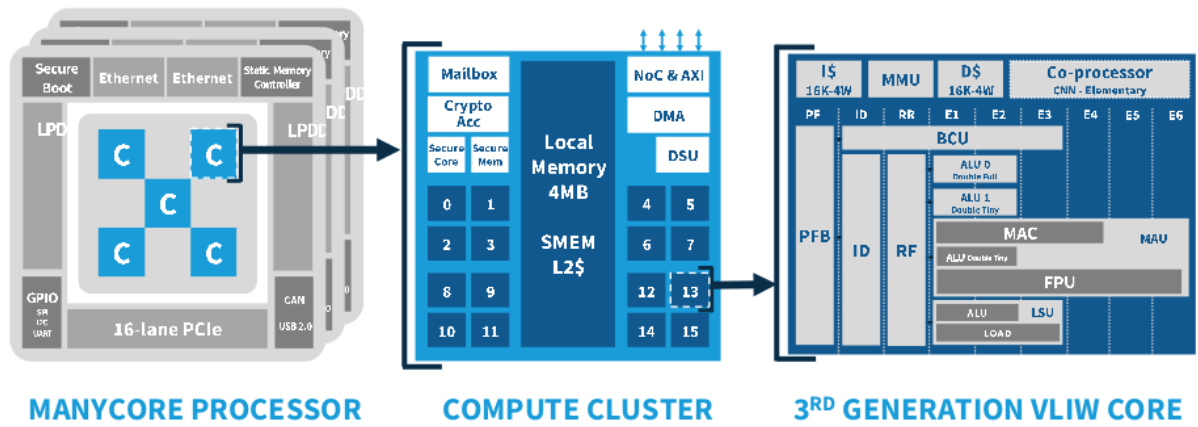 Secure
Boot
Ethernet
Ethernet
Static Memory
Controller
LPD
LPDD
DD
C
C
C
C
C
GPIO
SPI
I2C
UART
16-lane PCIe
CAN
USB 2.0
MANYCORE PROCESSOR
Mailbox
Crypto
Acc
Secure
Core
Secure
Mem
0
1
2
3
8
9
10
11
Local
Memory
4MB
SMEM
L2$
NoC & AXI
DMA
DSU
4
5
6
7
12
13
14
15
COMPUTE CLUSTER
I$
16K-4W
MMU
D$
16K-4W
Co-processor
CNN - Elementary
PF
ID
RR
E1
E2
E3
E4
E5
E6
BCU
PFB
ID
RF
ALU 0
Double Full
ALU 1
Double Tiny
MAC
MAU
ALU Double Tiny
FPU
ALU
LSU
LOAD
3RD GENERATION VLIW CORE